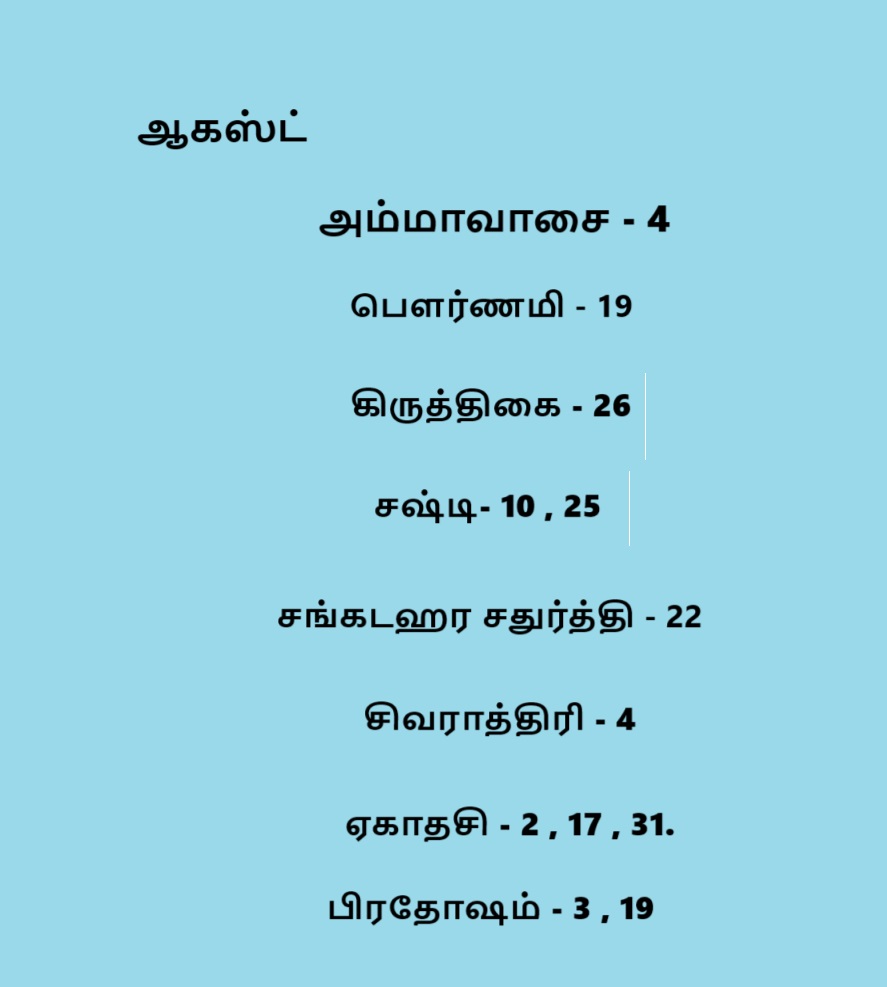 ஆகஸ்ட்
அம்மாவாசை - 4
பௌர்ணமி - 19
கிருத்திகை - 26
சஷ்டி- 10 , 25
சங்கடஹர சதுர்த்தி - 22
சிவராத்திரி - 4
ஏகாதசி - 2 , 17 , 31.
பிரதோஷம் - 3 , 19